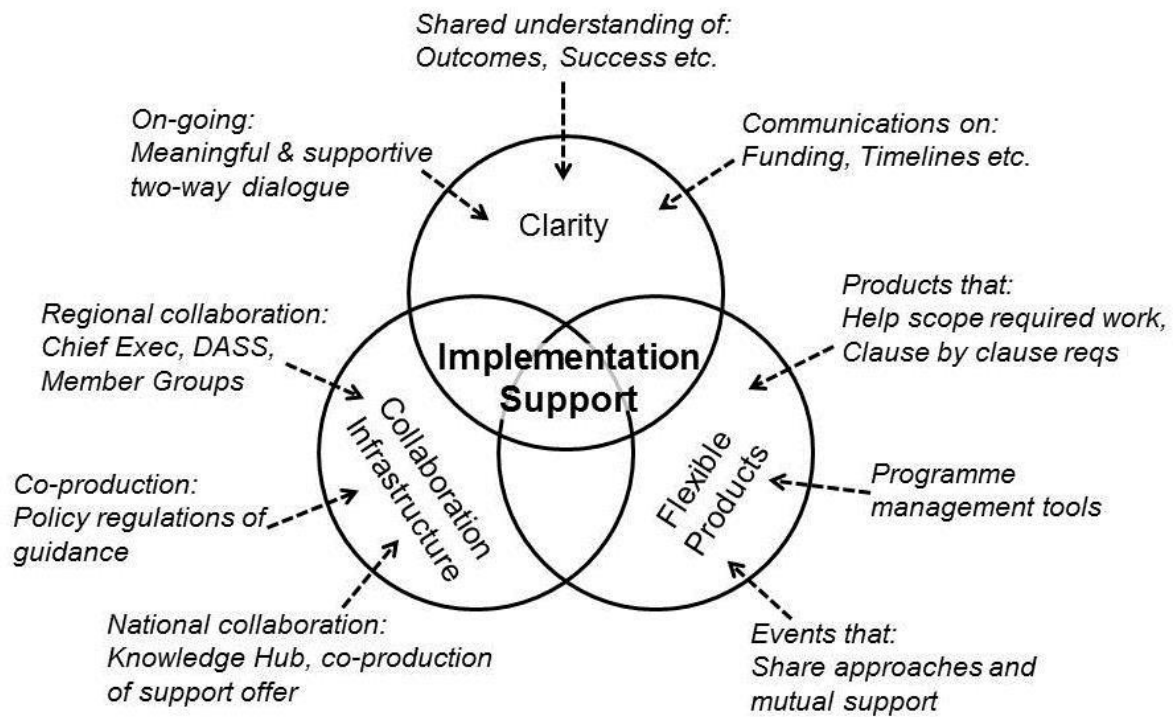 Shared understanding of:
Outcomes, Success etc.
On-going:
Meaningful & supportive
two-way dialogue
Communications on:
Funding, Timelines etc.
Clarity
Regional collaboration:
Chief Exec, DASS,
Member Groups
Products that:
Help scope required work,
Clause by clause reqs
Implementation
Support
Collaboration
Infrastructure
Flexible
Products
Co-production:
Policy regulations of
guidance
Programme
management tools
National collaboration:
Knowledge Hub, co-production
of support offer
Events that:
Share approaches and
mutual support